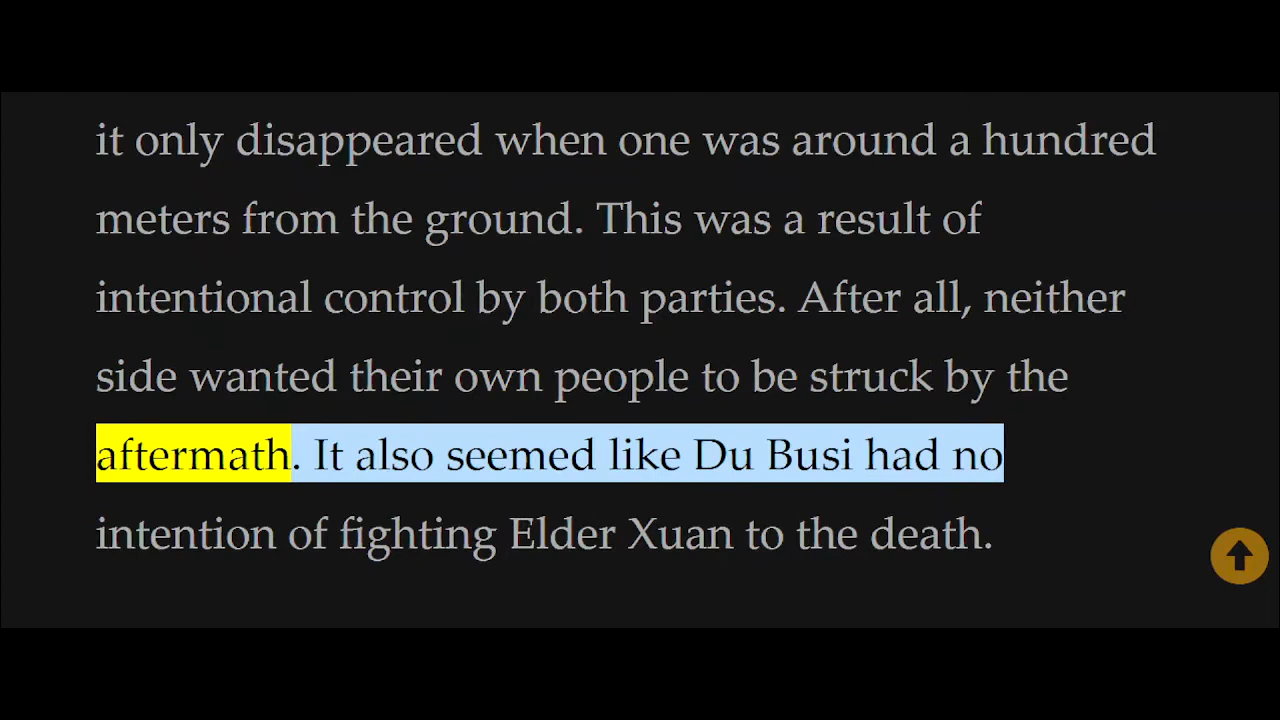 it only disappeared when one was around a hundred
meters from the ground. This was a result of
intentional control by both parties. After all, neither
side wanted their own people to be struck by the
aftermath. It also seemed like Du Busi had no
intention of fighting Elder Xuan to the death.